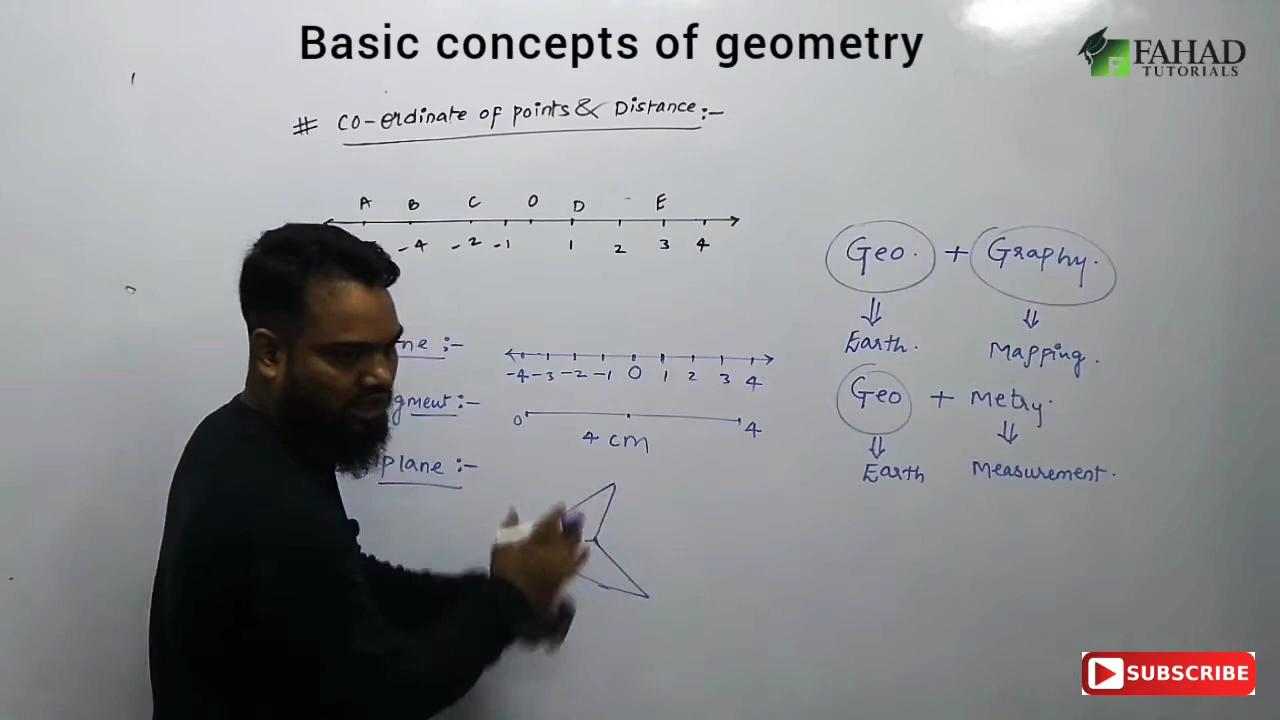 Basic concepts of geometry
FAHAD
TUTORIALS
# Co-erdinate of points & Distance :-
A B C O D E
-4 -2 -1 1 2 3 4
Geo. + Graphy.
Earth. Mapping.
:-
-4 -3 -2 -1 0 1 2 3 4
Geo + Metry.
gment :-
0 4
4 cm
Earth Measurement.
plane :-
SUBSCRIBE